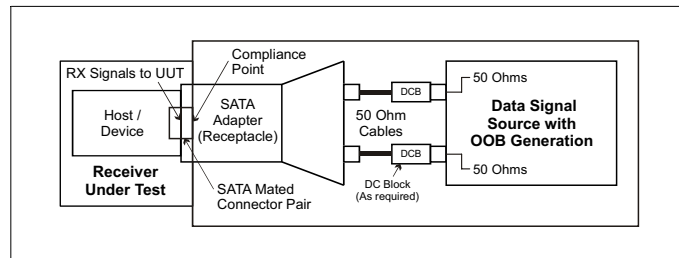 Compliance
Point
RX Signals to UUT
Host /
Device
SATA
Adapter
(Receptacle)
50 Ohm
Cables
DCB
DCB
50 Ohms
Data Signal
Source with
OOB Generation
50 Ohms
Receiver
Under Test
SATA Mated
Connector Pair
DC Block
(As required)